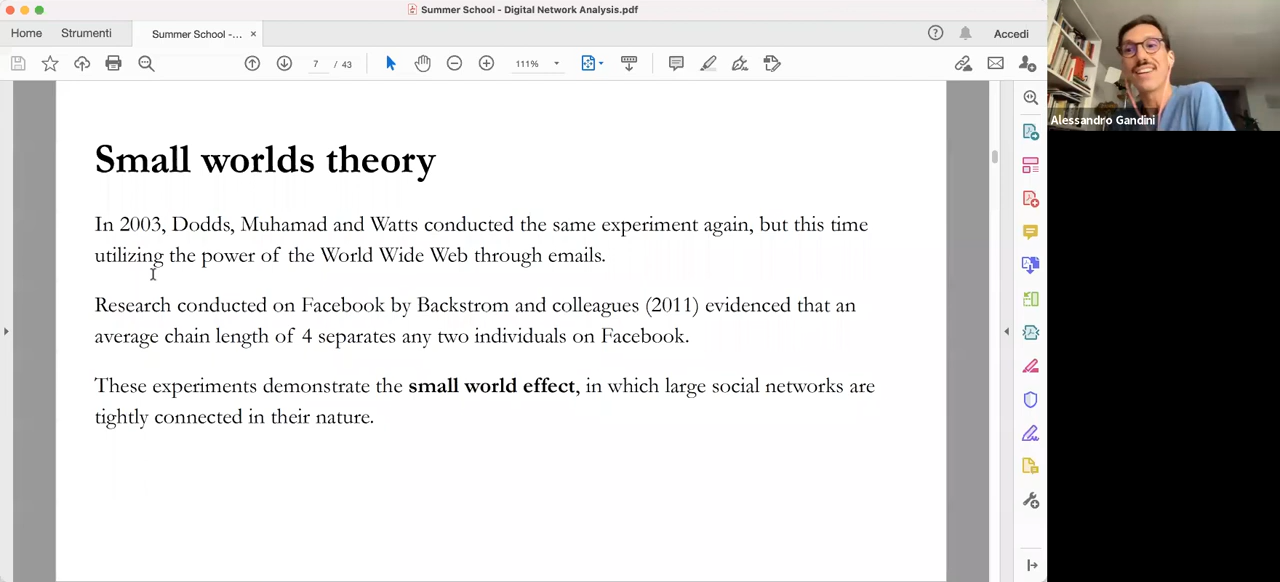 Summer School - Digital Network Analysis.pdf
Home Strumenti Summer School -... × Accedi
7 / 43 111%
Alessandro Gandini
Small worlds theory
In 2003, Dodds, Muhamad and Watts conducted the same experiment again, but this time
utilizing the power of the World Wide Web through emails.
Research conducted on Facebook by Backstrom and colleagues (2011) evidenced that an
average chain length of 4 separates any two individuals on Facebook.
These experiments demonstrate the small world effect, in which large social networks are
tightly connected in their nature.